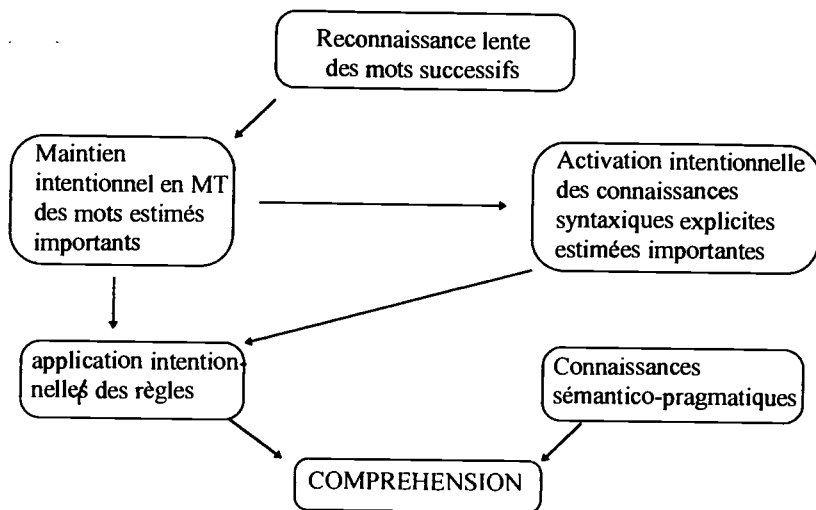 Reconnaissance lente
des mots successifs
Maintien
intentionnel en MT
des mots estimés
importants
Activation intentionnelle
des connaissances
syntaxiques explicites
estimées importantes
application intention-
nelles des règles
Connaissances
sémantico-pragmatiques
COMPREHENSION